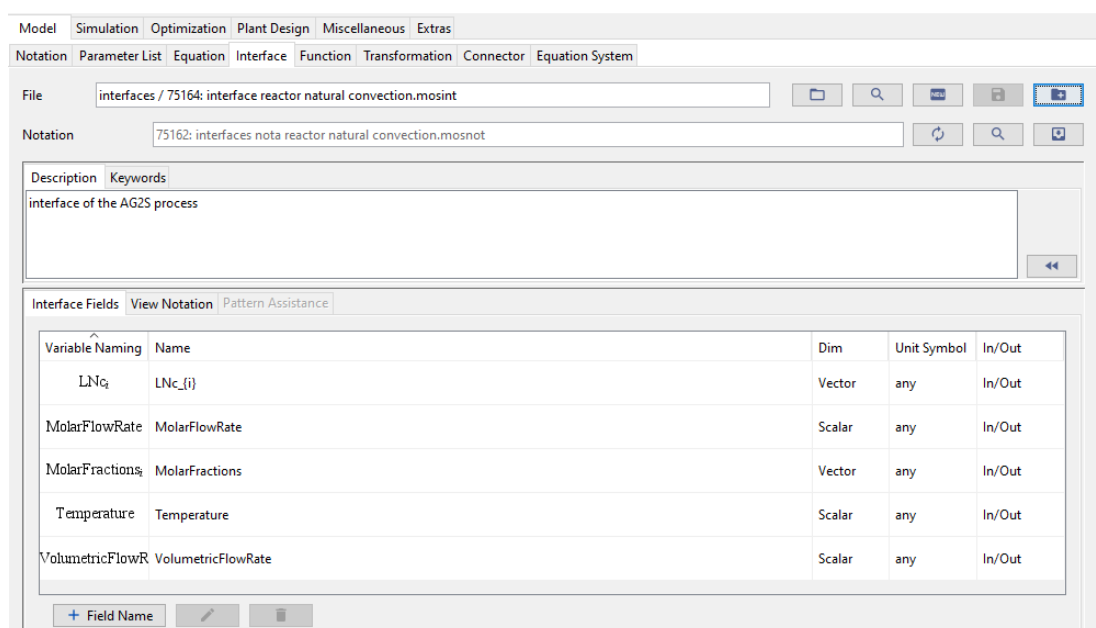 Model Simulation Optimization Plant Design Miscellaneous Extras
Notation Parameter List Equation Interface Function Transformation Connector Equation System
File interfaces / 75164: interface reactor natural convection.mosint NEW
Notation 75162: interfaces nota reactor natural convection.mosnot
Description Keywords
interface of the AG2S process
Interface Fields View Notation Pattern Assistance
Variable Naming Name Dim Unit Symbol In/Out
LNcᵢ LNc_{i} Vector any In/Out
MolarFlowRate MolarFlowRate Scalar any In/Out
MolarFractionsᵢ MolarFractions Vector any In/Out
Temperature Temperature Scalar any In/Out
VolumetricFlowR VolumetricFlowRate Scalar any In/Out
+ Field Name